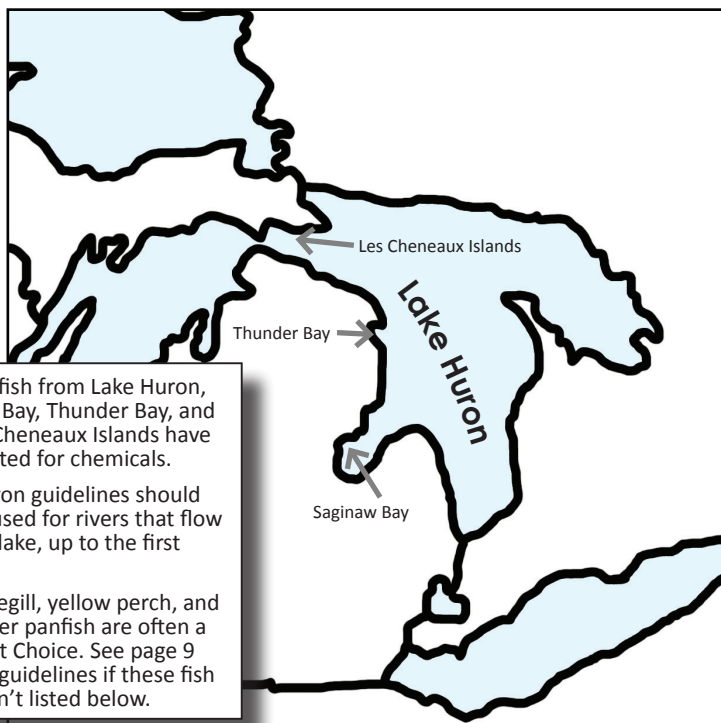 Les Cheneaux Islands
Thunder Bay
Lake Huron
Saginaw Bay
fish from Lake Huron,
Bay, Thunder Bay, and
Cheneaux Islands have
ted for chemicals.
on guidelines should
used for rivers that flow
lake, up to the first
egill, yellow perch, and
er panfish are often a
t Choice. See page 9
guidelines if these fish
n't listed below.